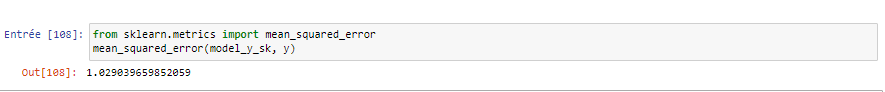 Entrée [108]: from sklearn.metrics import mean_squared_error
mean_squared_error(model_y_sk, y)
Out[108]: 1.029039659852059